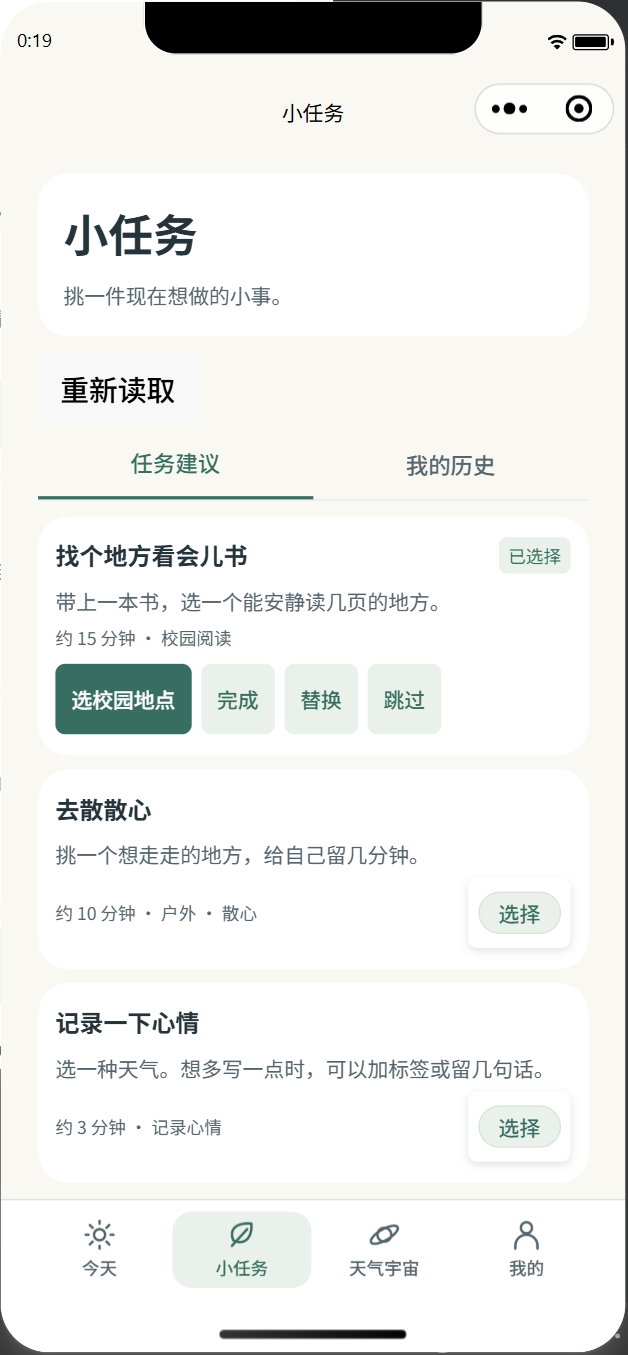 0:19
小任务
小任务
挑一件现在想做的小事。
重新读取
任务建议 我的历史
找个地方看会儿书 已选择
带上一本书，选一个能安静读几页的地方。
约 15 分钟 · 校园阅读
选校园地点 完成 替换 跳过
去散散心
挑一个想走走的地方，给自己留几分钟。
约 10 分钟 · 户外 · 散心 选择
记录一下心情
选一种天气。想多写一点时，可以加标签或留几句话。
约 3 分钟 · 记录心情 选择
今天 小任务 天气宇宙 我的